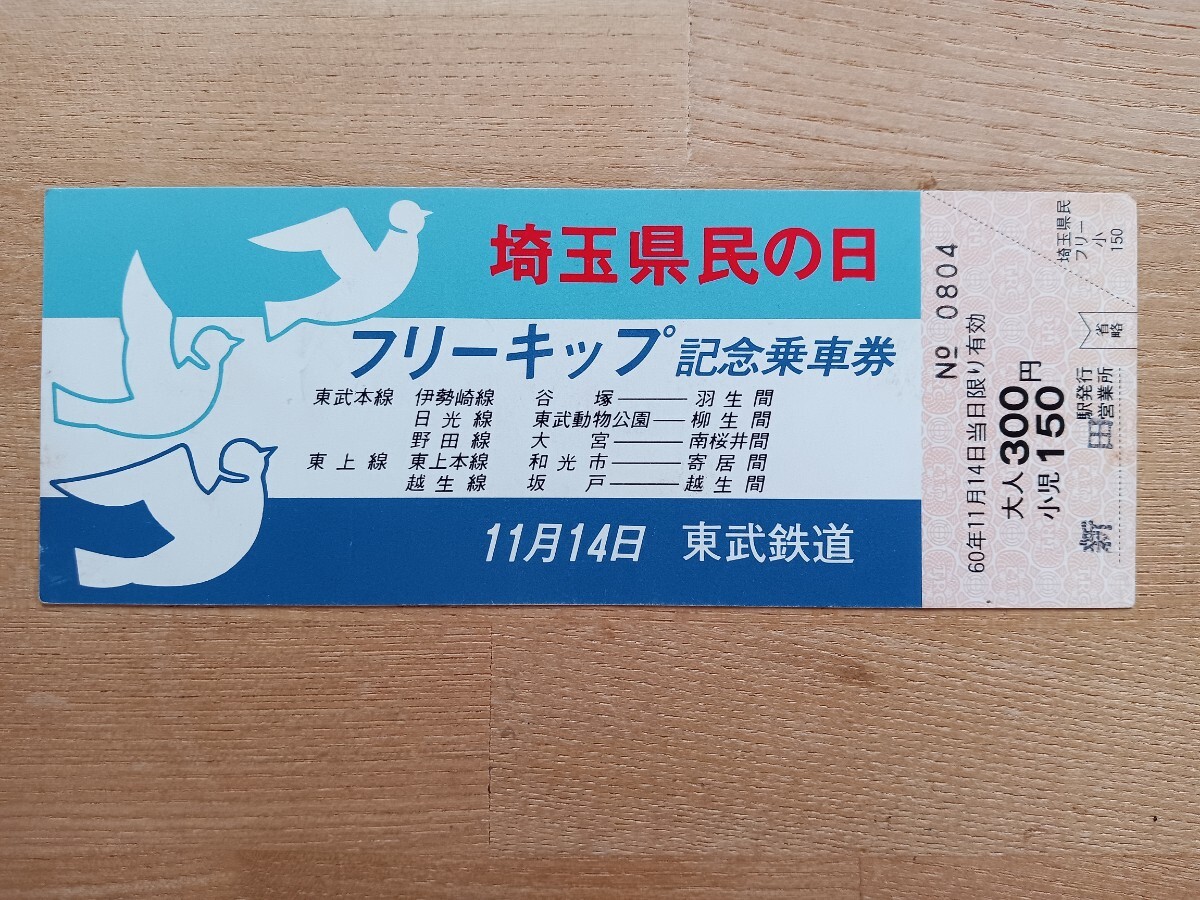 埼玉県民の日
フリーキップ 記念乗車券
東武本線 伊勢崎線 谷塚――羽生間
日光線 東武動物公園―柳生間
野田線 大宮――南桜井間
東上線 東上本線 和光市――寄居間
越生線 坂戸――越生間
11月14日 東武鉄道
№ 0804
60年11月14日当日限り有効
大人300円
小児150円
駅発行
営業所
新田
省略
埼玉県民
フリー
小
150